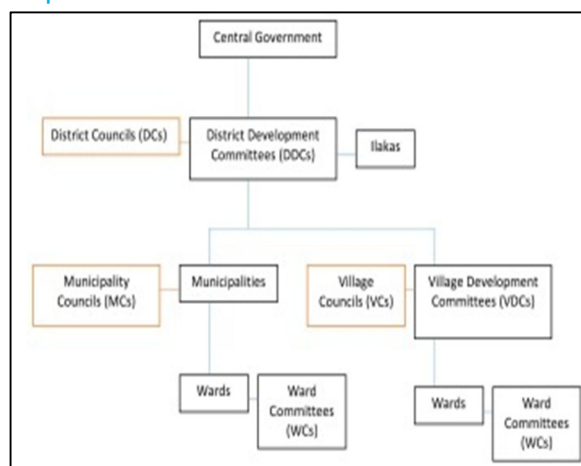 Central Government
District Councils (DCs)
District Development
Committees (DDCs)
Ilakas
Municipality
Councils (MCs)
Municipalities
Village
Councils (VCs)
Village Development
Committees (VDCs)
Wards
Ward
Committees
(WCs)
Wards
Ward
Committees
(WCs)